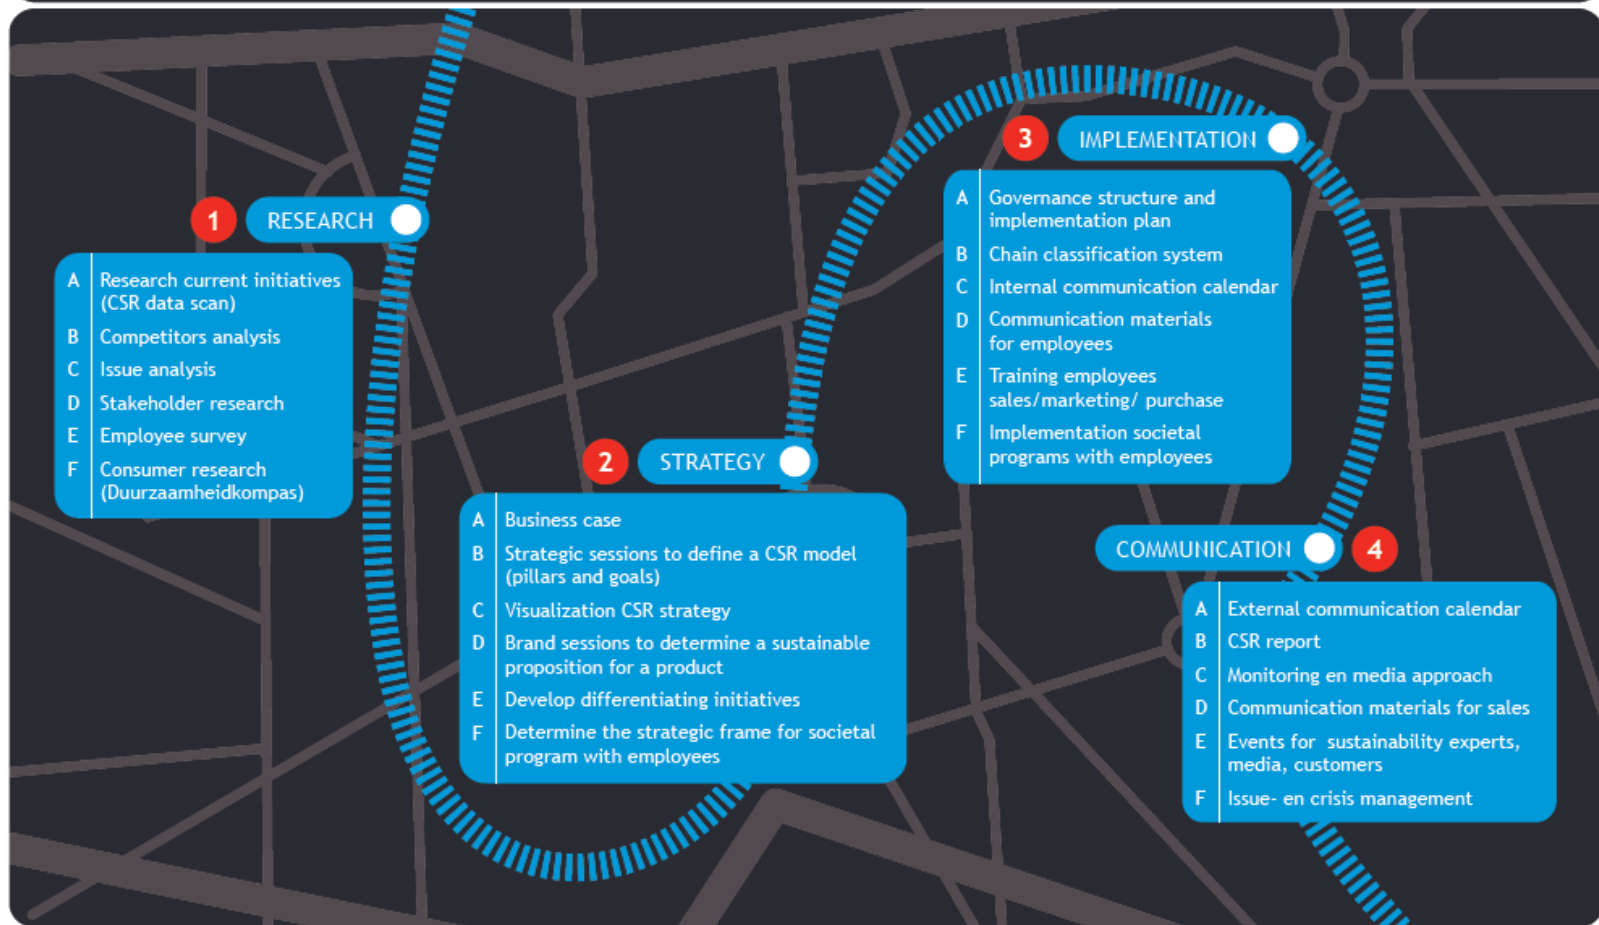 1 RESEARCH
A Research current initiatives
(CSR data scan)
B Competitors analysis
C Issue analysis
D Stakeholder research
E Employee survey
F Consumer research
(Duurzaamheidkompas)
2 STRATEGY
A Business case
B Strategic sessions to define a CSR model
(pillars and goals)
C Visualization CSR strategy
D Brand sessions to determine a sustainable
proposition for a product
E Develop differentiating initiatives
F Determine the strategic frame for societal
program with employees
3 IMPLEMENTATION
A Governance structure and
implementation plan
B Chain classification system
C Internal communication calendar
D Communication materials
for employees
E Training employees
sales/marketing/ purchase
F Implementation societal
programs with employees
COMMUNICATION 4
A External communication calendar
B CSR report
C Monitoring en media approach
D Communication materials for sales
E Events for  sustainability experts,
media, customers
F Issue- en crisis management